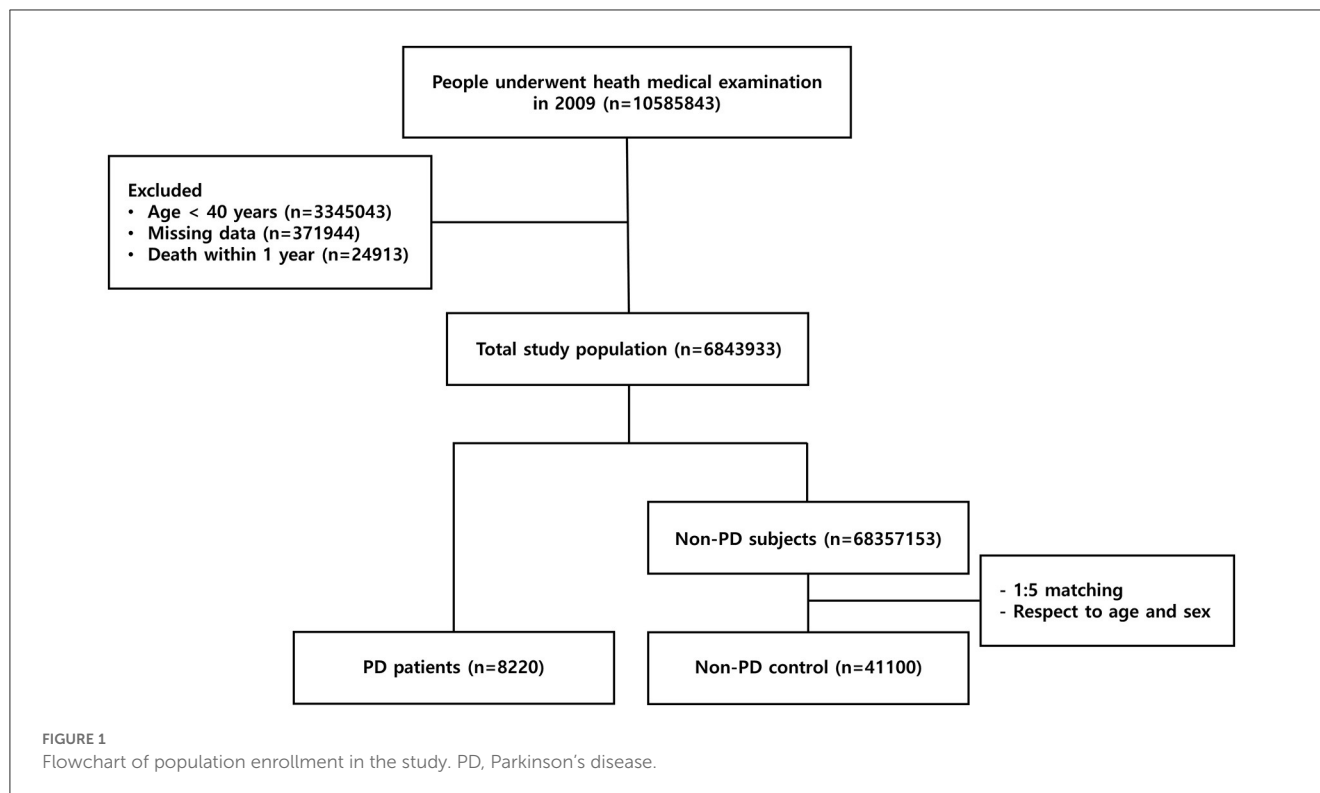 People underwent heath medical examination
in 2009 (n=10585843)
Excluded
• Age < 40 years (n=3345043)
• Missing data (n=371944)
• Death within 1 year (n=24913)
Total study population (n=6843933)
Non-PD subjects (n=68357153)
- 1:5 matching
- Respect to age and sex
PD patients (n=8220)
Non-PD control (n=41100)
FIGURE 1
Flowchart of population enrollment in the study. PD, Parkinson's disease.